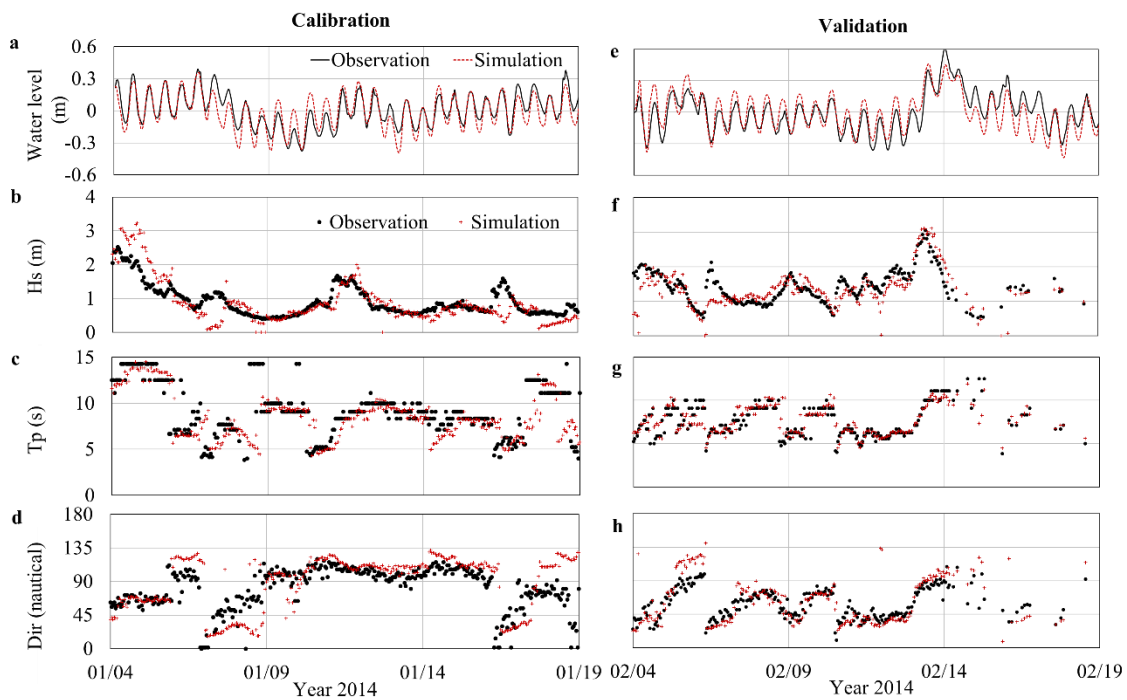 Calibration
Validation
a
e
Water level
(m)
0.6
0.3
0
-0.3
-0.6
Observation
Simulation
Observation
Simulation
b
f
Hs (m)
4
3
2
1
0
Observation
Simulation
c
g
Tp (s)
15
10
5
0
d
h
Dir (nautical)
180
135
90
45
0
01/04
01/09
01/14
01/19
02/04
02/09
02/14
02/19
Year 2014
Year 2014